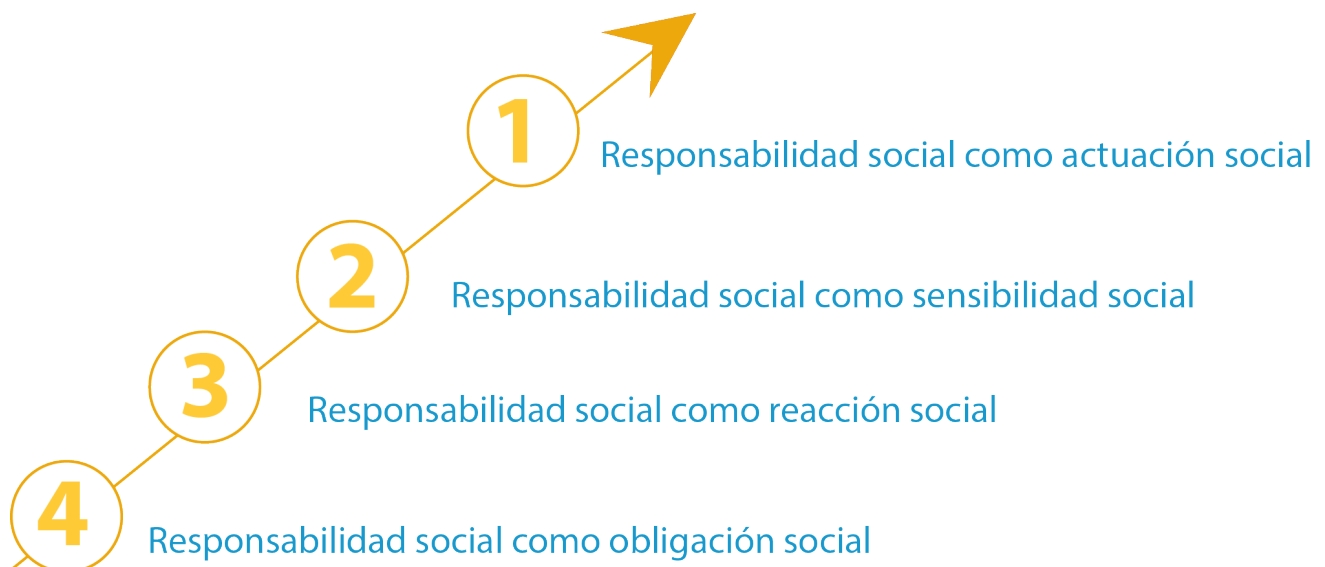 1
Responsabilidad social como actuación social
2
Responsabilidad social como sensibilidad social
3
Responsabilidad social como reacción social
4
Responsabilidad social como obligación social